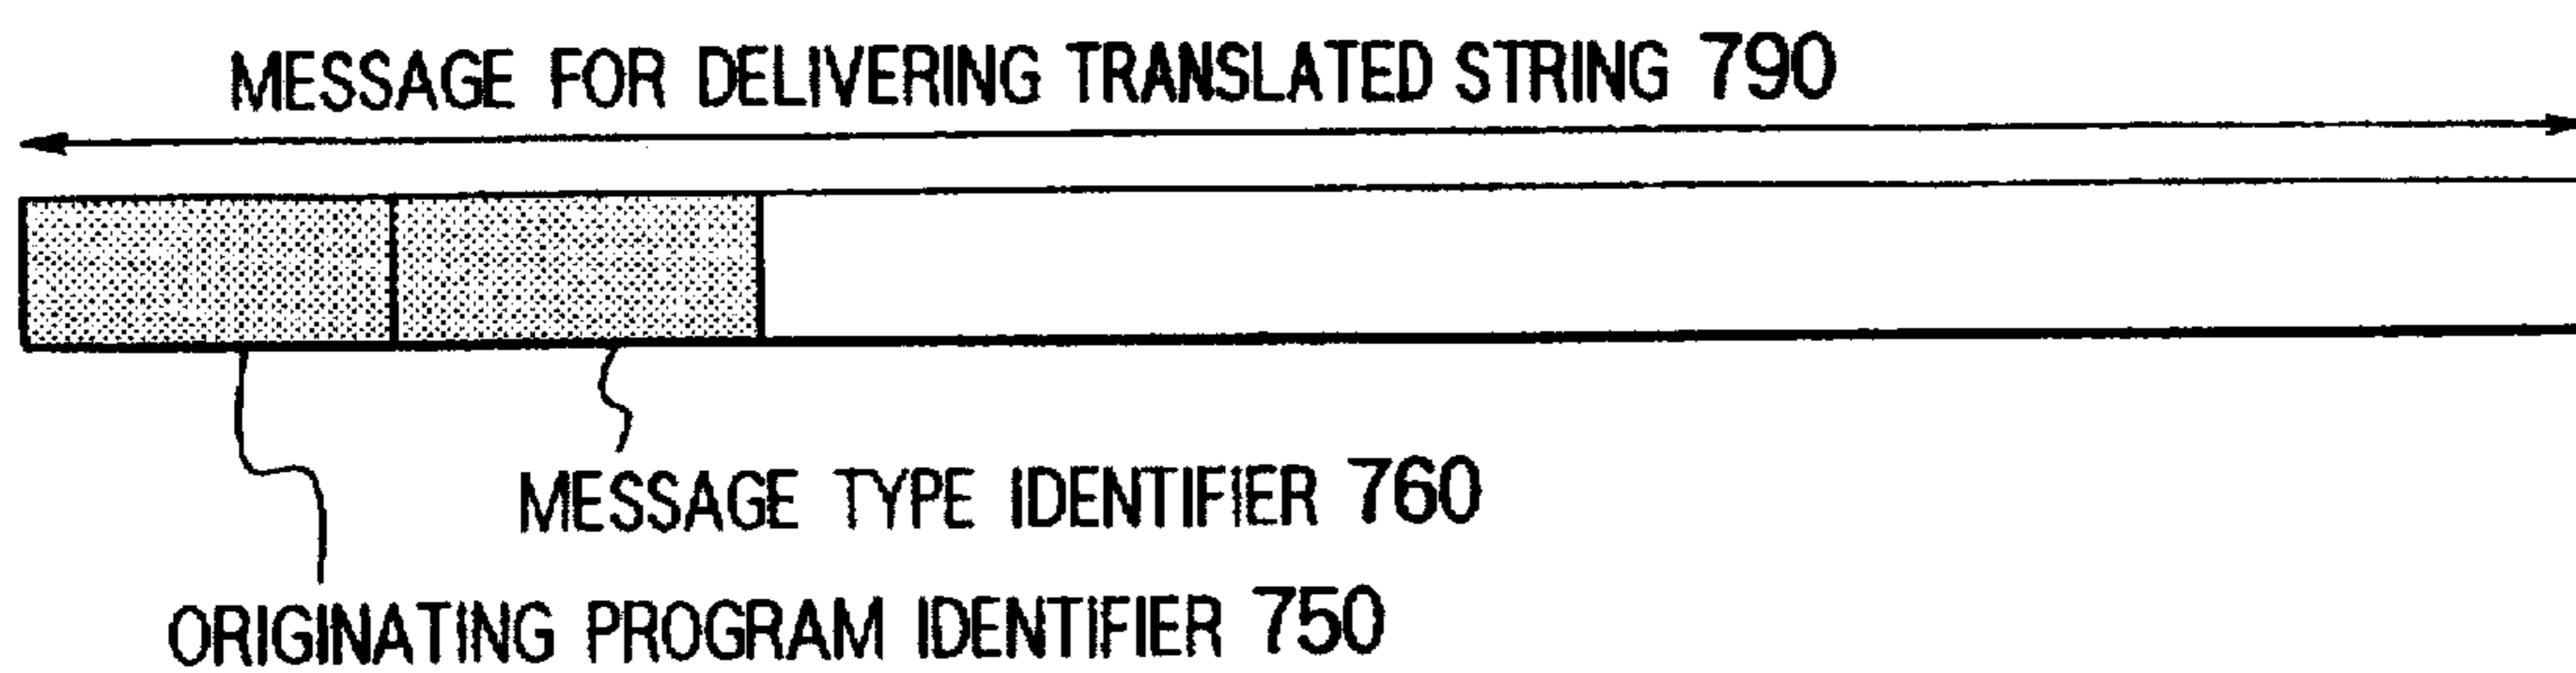 MESSAGE FOR DELIVERING TRANSLATED STRING 790
MESSAGE TYPE IDENTIFIER 760
ORIGINATING PROGRAM IDENTIFIER 750